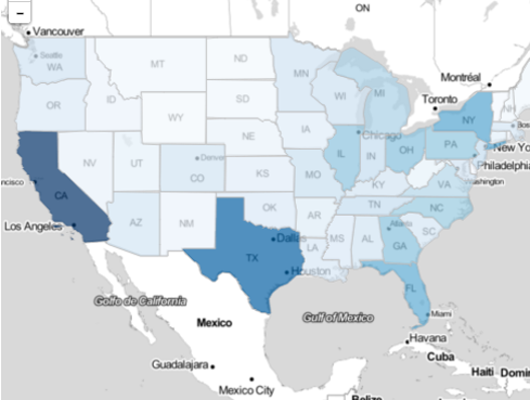 −
ON
Vancouver
Seattle
WA
MT
ND
MN
Montréal
OR
ID
SD
WI
MI
Toronto
NH
WY
NY
IA
Chicago
NE
PA
New Yo
NV
UT
Denver
IL
IN
OH
Philadelphia
ncisco
CO
KS
MO
Washington
CA
KY
VA
Los Angeles
AZ
NM
OK
TN
NC
AR
Atlanta
SC
Dallas
LA
MS
AL
GA
TX
Houston
FL
Golfo de California
Gulf of Mexico
Miami
Mexico
Havana
Guadalajara
Cuba
Haiti
Domin
Mexico City
Belize